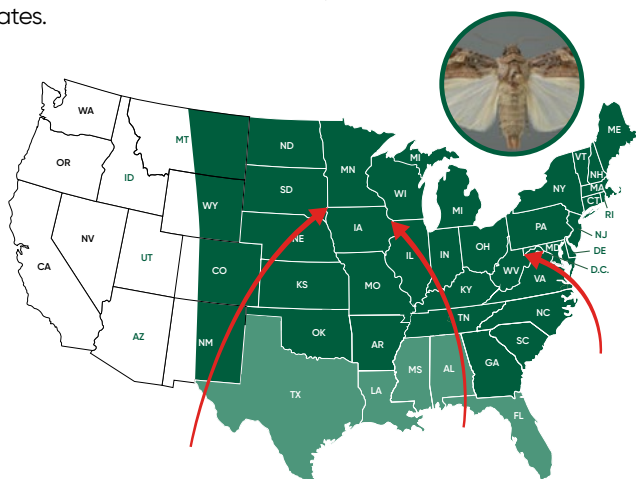 ates.
WA
MT
ND
MN
ME
OR
ID
SD
WI
MI
MI
VT
NH
NY
MA
CT
RI
WY
NV
UT
CO
NE
IA
IL
IN
OH
PA
NJ
MD
DE
D.C.
CA
KS
MO
KY
WV
VA
AZ
NM
OK
AR
TN
NC
SC
TX
LA
MS
AL
GA
FL